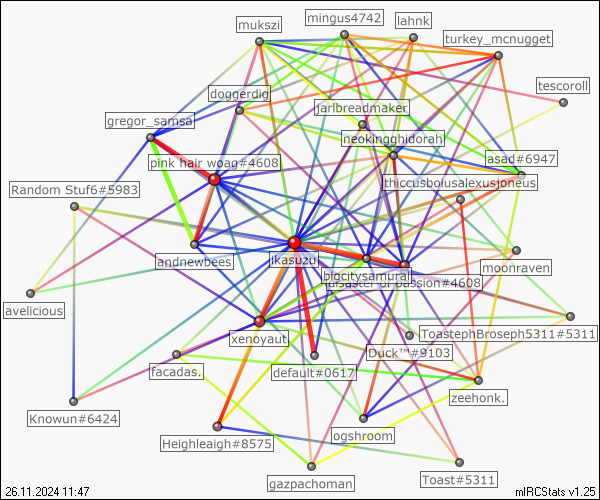 mingus4742
lahnk
mukszi
turkey_mcnugget
tescoroll
doggerdig
jarlbreadmaker
gregor_samsa
neokingghidorah
pink hair woag#4608
asad#6947
Random Stuf6#5983
thiccusboiusalexusjoneus
andnewbees
ikasuzu
bigcitysamurai
moonraven
disaster of passion#4608
avelicious
xenoyaut
ToastephBroseph5311#5311
Duck™#9103
facadas.
default#0617
zeehonk.
Knowun#6424
Heighleigh#8575
ogshroom
gazpachoman
Toast#5311
26.11.2024 11:47
mIRCStats v1.25